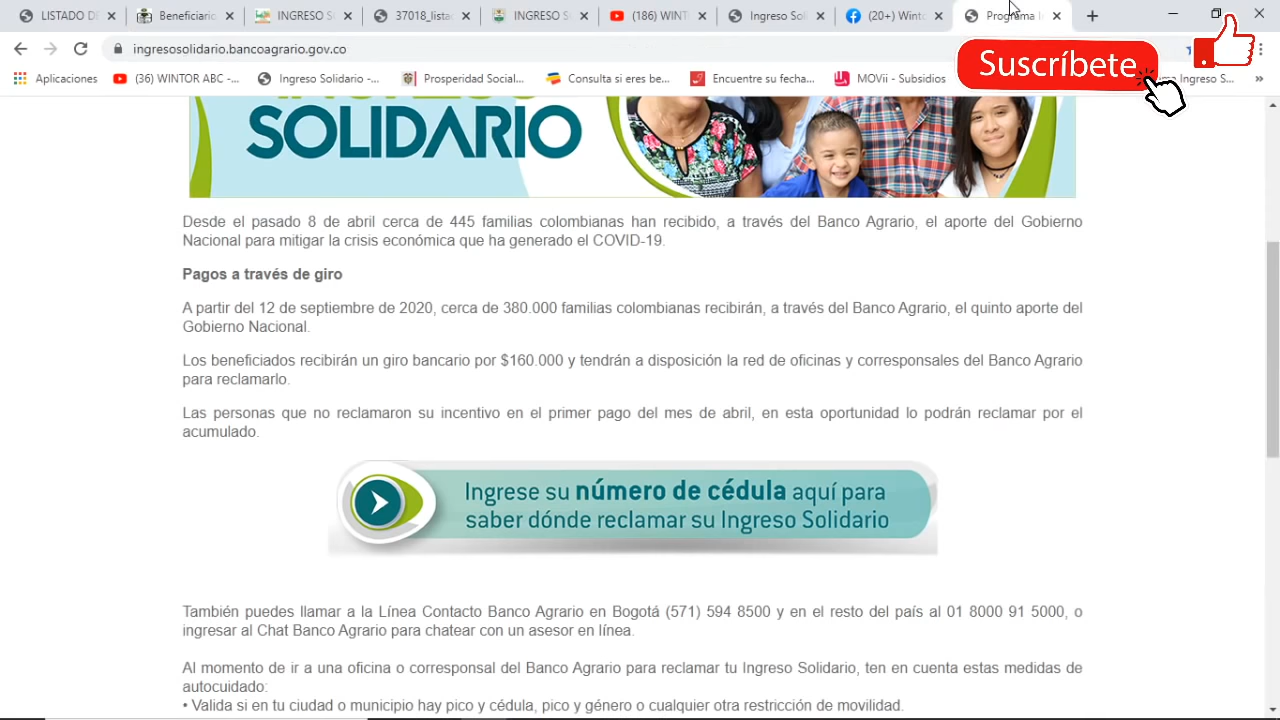 LISTADO DE
Beneficiario
INGRESO S
37018_lista
INGRESO S
(186) WINT
Ingreso Soli
(20+) Winto
Programa I
ingresosolidario.bancoagrario.gov.co
Suscríbete
Aplicaciones
(36) WINTOR ABC -...
Ingreso Solidario -...
Prosperidad Social...
Consulta si eres be...
Encuentre su fecha...
MOVii - Subsidios
SOLIDARIO
Desde el pasado 8 de abril cerca de 445 familias colombianas han recibido, a través del Banco Agrario, el aporte del Gobierno
Nacional para mitigar la crisis económica que ha generado el COVID-19.
Pagos a través de giro
A partir del 12 de septiembre de 2020, cerca de 380.000 familias colombianas recibirán, a través del Banco Agrario, el quinto aporte del
Gobierno Nacional.
Los beneficiados recibirán un giro bancario por $160.000 y tendrán a disposición la red de oficinas y corresponsales del Banco Agrario
para reclamarlo.
Las personas que no reclamaron su incentivo en el primer pago del mes de abril, en esta oportunidad lo podrán reclamar por el
acumulado.
Ingrese su número de cédula aquí para
saber dónde reclamar su Ingreso Solidario
También puedes llamar a la Línea Contacto Banco Agrario en Bogotá (571) 594 8500 y en el resto del país al 01 8000 91 5000, o
ingresar al Chat Banco Agrario para chatear con un asesor en línea.
Al momento de ir a una oficina o corresponsal del Banco Agrario para reclamar tu Ingreso Solidario, ten en cuenta estas medidas de
autocuidado:
• Valida si en tu ciudad o municipio hay pico y cédula, pico y género o cualquier otra restricción de movilidad.